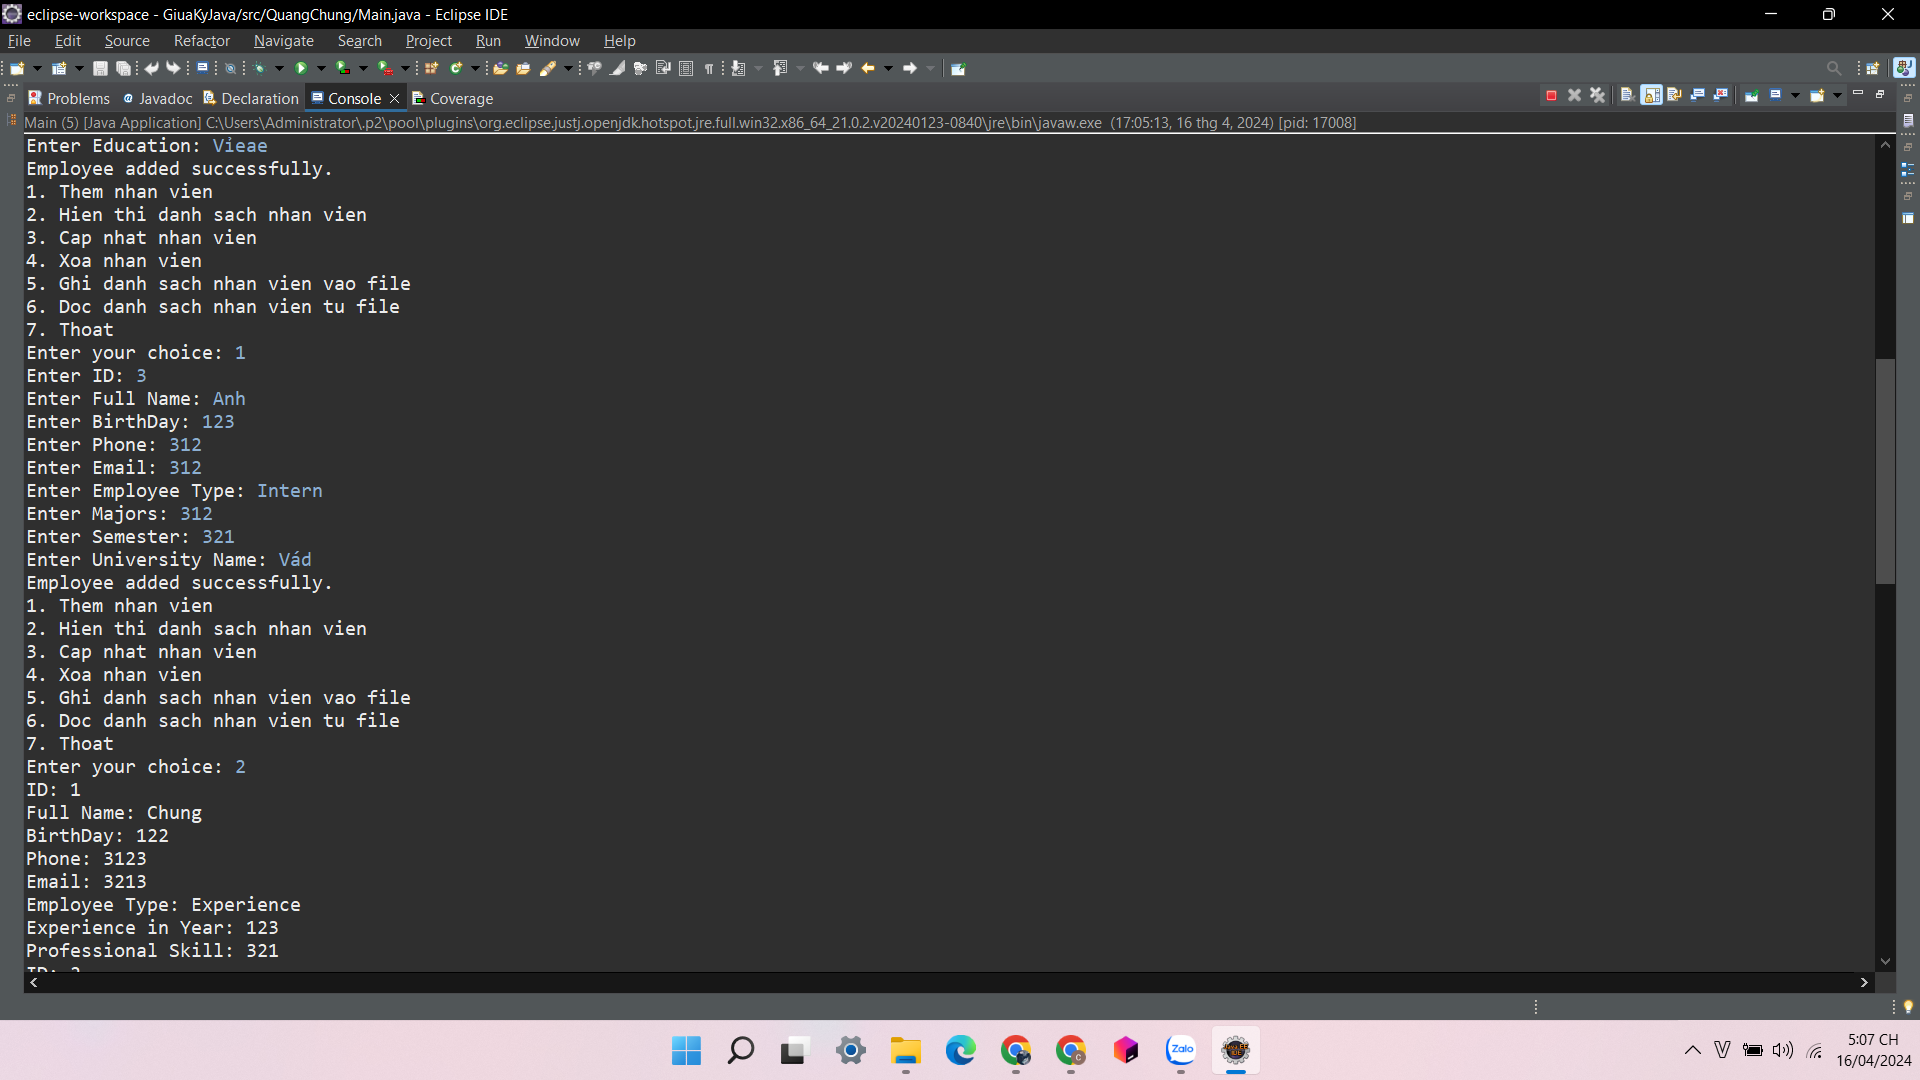 eclipse-workspace - GiuaKyJava/src/QuangChung/Main.java - Eclipse IDE
File Edit Source Refactor Navigate Search Project Run Window Help
Problems @ Javadoc Declaration Console Coverage
Main (5) [Java Application] C:\Users\Administrator\.p2\pool\plugins\org.eclipse.justj.openjdk.hotspot.jre.full.win32.x86_64_21.0.2.v20240123-0840\jre\bin\javaw.exe (17:05:13, 16 thg 4, 2024) [pid: 17008]
Enter Education: Vieae
Employee added successfully.
1. Them nhan vien
2. Hien thi danh sach nhan vien
3. Cap nhat nhan vien
4. Xoa nhan vien
5. Ghi danh sach nhan vien vao file
6. Doc danh sach nhan vien tu file
7. Thoat
Enter your choice: 1
Enter ID: 3
Enter Full Name: Anh
Enter BirthDay: 123
Enter Phone: 312
Enter Email: 312
Enter Employee Type: Intern
Enter Majors: 312
Enter Semester: 321
Enter University Name: Vád
Employee added successfully.
1. Them nhan vien
2. Hien thi danh sach nhan vien
3. Cap nhat nhan vien
4. Xoa nhan vien
5. Ghi danh sach nhan vien vao file
6. Doc danh sach nhan vien tu file
7. Thoat
Enter your choice: 2
ID: 1
Full Name: Chung
BirthDay: 122
Phone: 3123
Email: 3213
Employee Type: Experience
Experience in Year: 123
Professional Skill: 321
Zalo
V
5:07 CH
16/04/2024